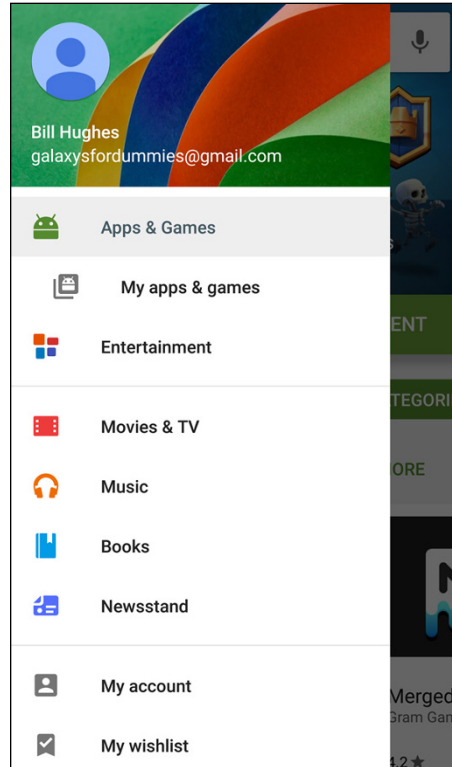 Bill Hughes
galaxysfordummies@gmail.com
Apps & Games
My apps & games
Entertainment
ENT
TEGORI
Movies & TV
ORE
Music
Books
Newsstand
My account
Merged
Gram Gan
My wishlist
4.2★